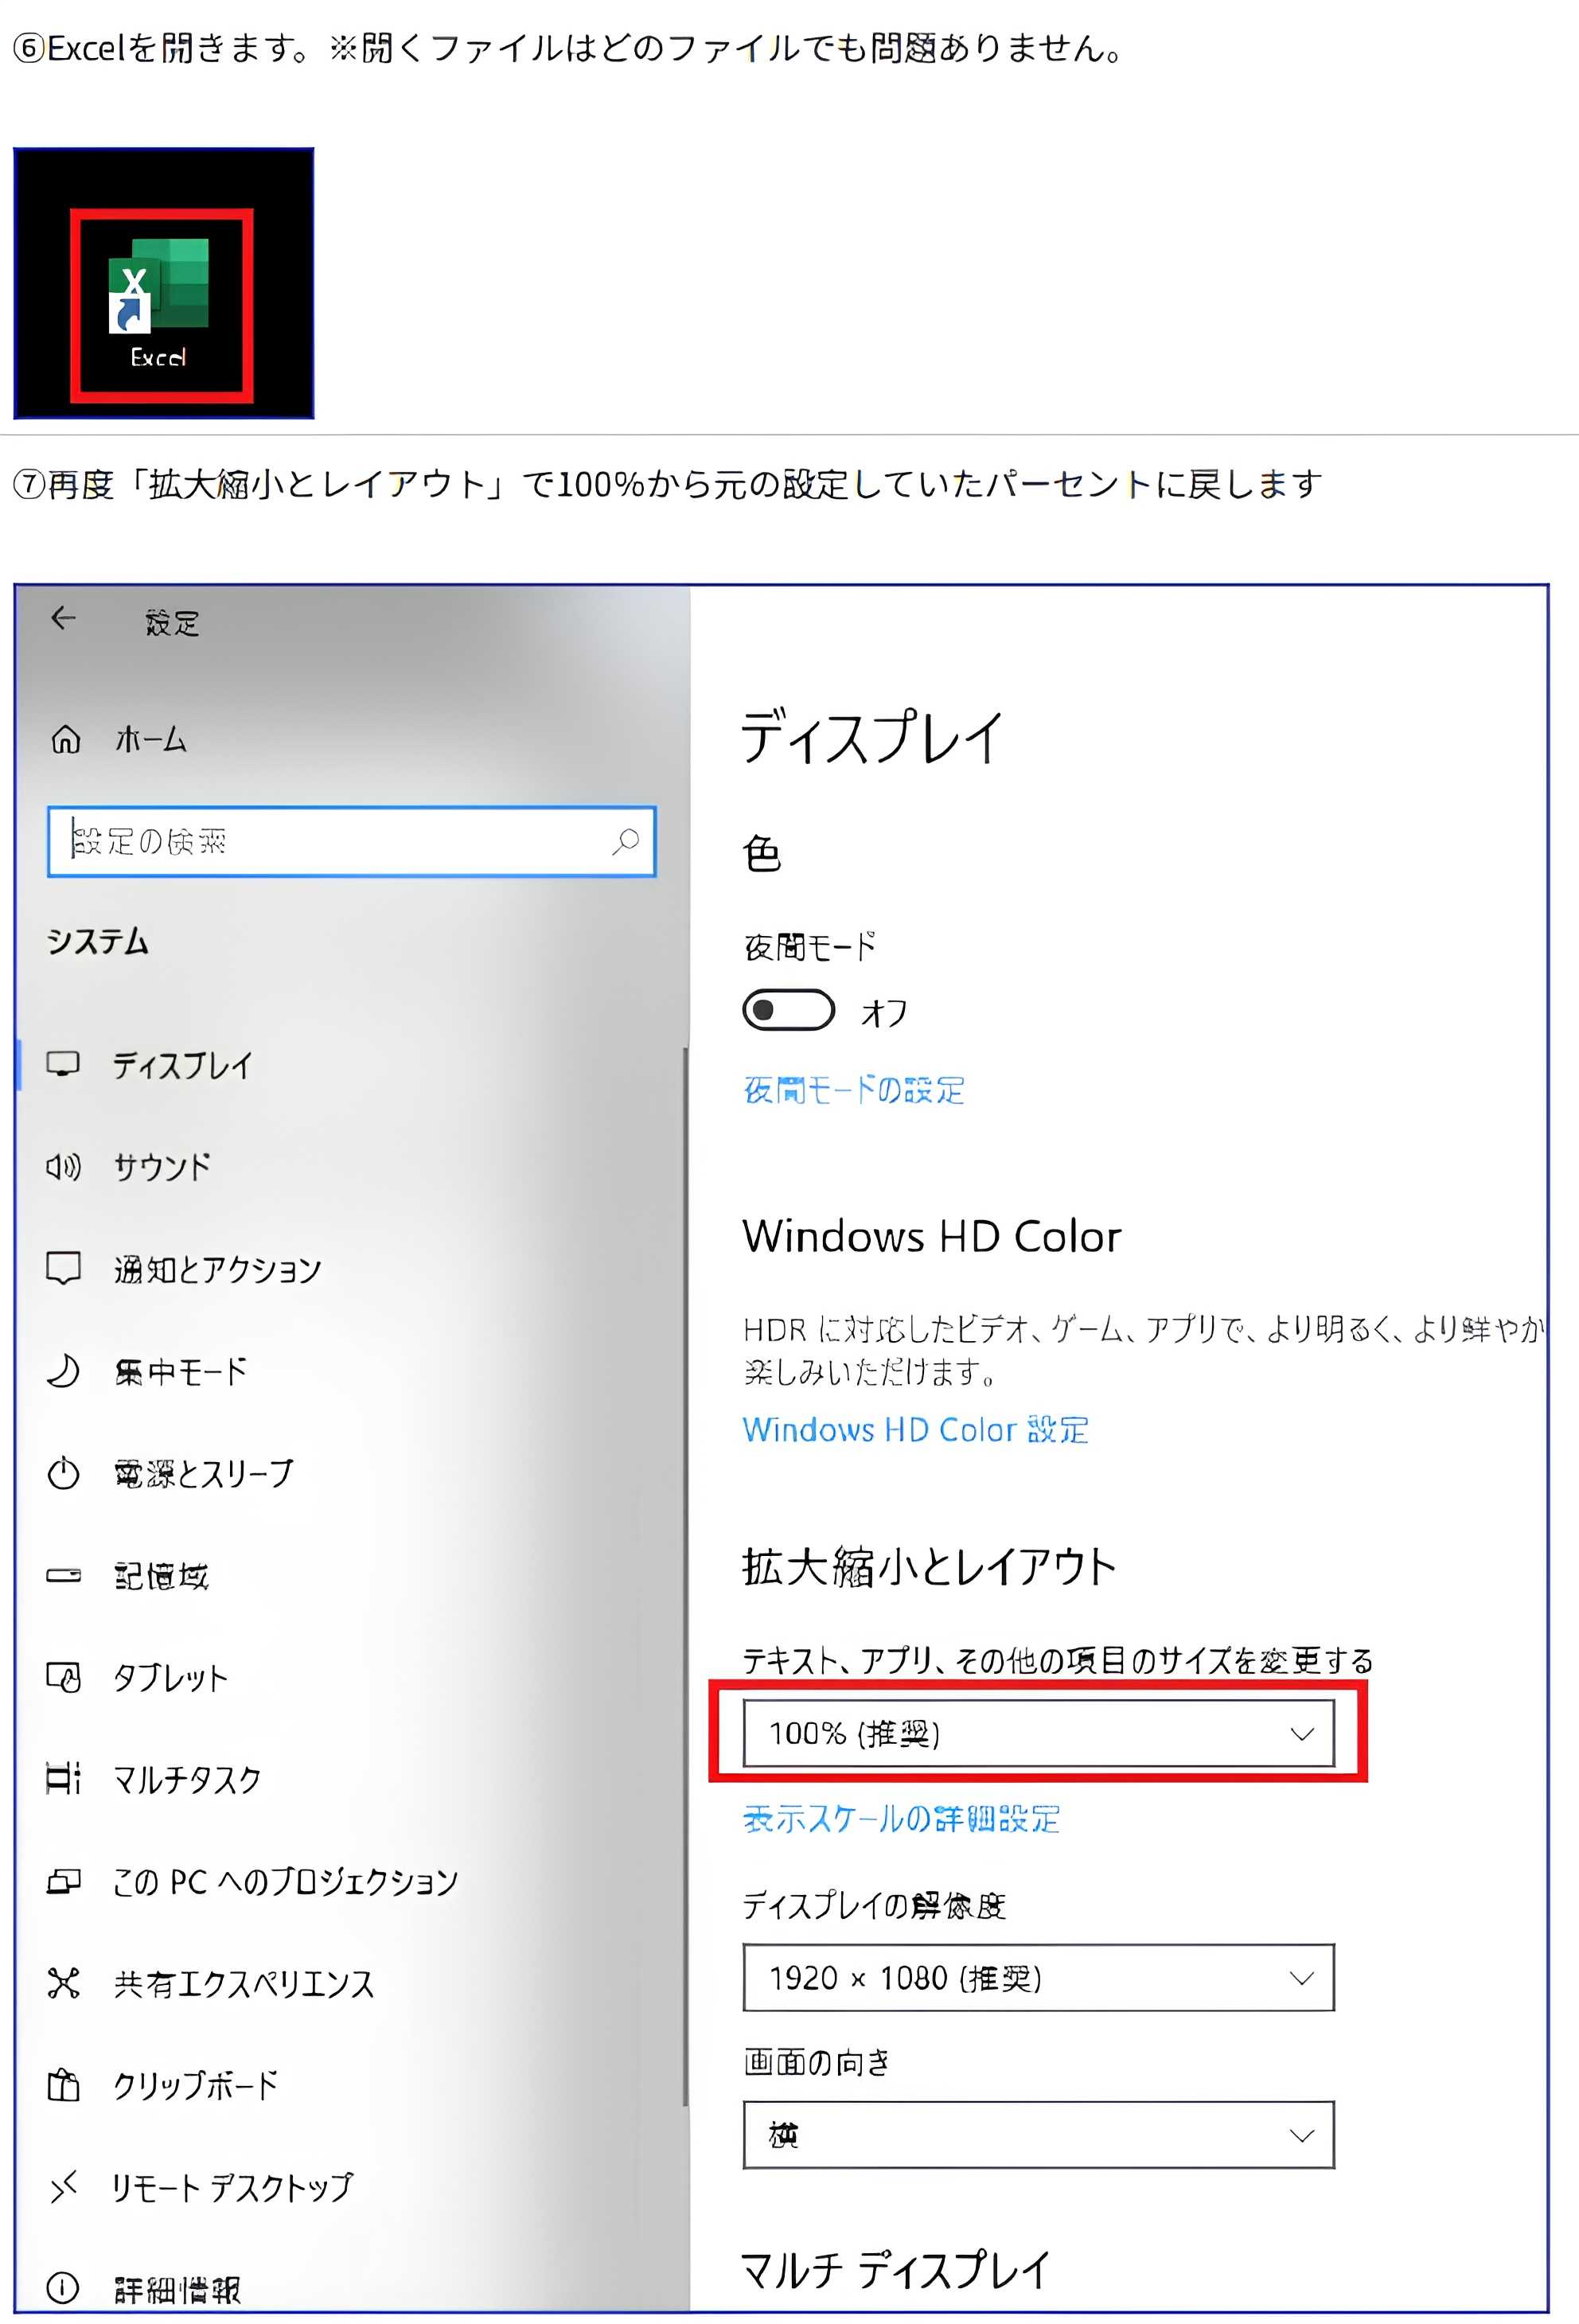 ⑥Excelを開きます。※開くファイルはどのファイルでも問題ありません。
Excel
⑦再度「拡大縮小とレイアウト」で100%から元の設定していたパーセントに戻します
設定
ホーム
設定の検索
システム
ディスプレイ
サウンド
通知とアクション
集中モード
電源とスリープ
記憶域
タブレット
マルチタスク
この PC へのプロジェクション
共有エクスペリエンス
クリップボード
リモート デスクトップ
詳細情報
ディスプレイ
色
夜間モード
オフ
夜間モードの設定
Windows HD Color
HDR に対応したビデオ、ゲーム、アプリで、より明るく、より鮮やか
楽しみいただけます。
Windows HD Color 設定
拡大縮小とレイアウト
テキスト、アプリ、その他の項目のサイズを変更する
100% (推奨)
表示スケールの詳細設定
ディスプレイの解像度
1920 × 1080 (推奨)
画面の向き
横
マルチ ディスプレイ